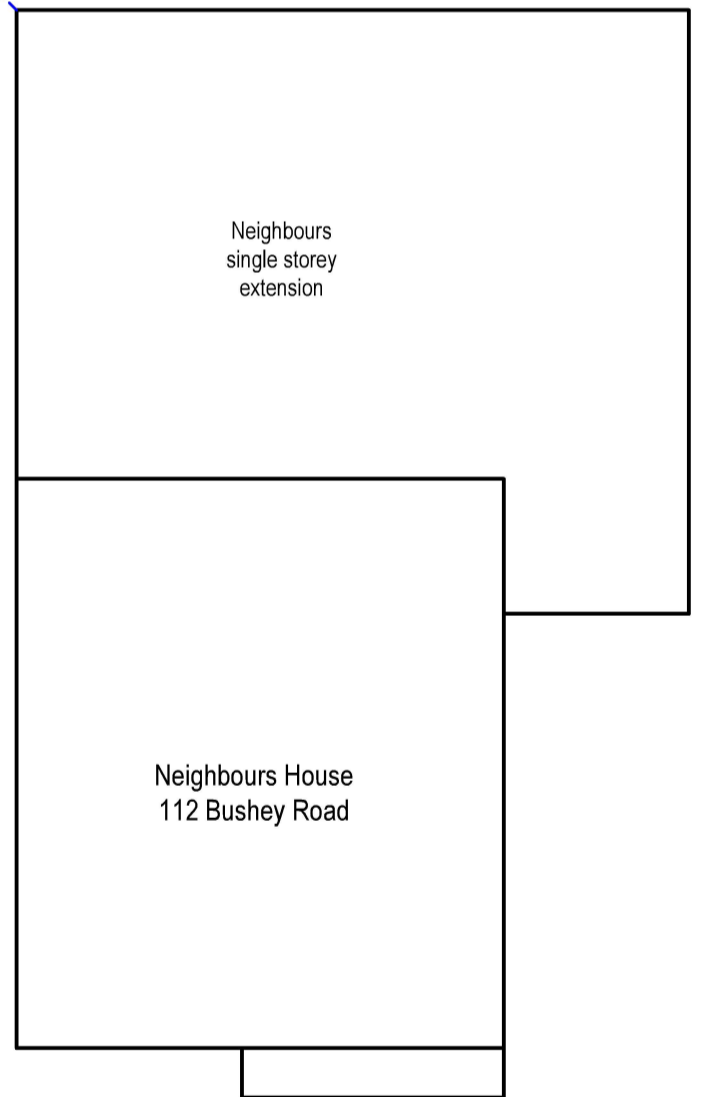 Neighbours
single storey
extension
Neighbours House
112 Bushey Road